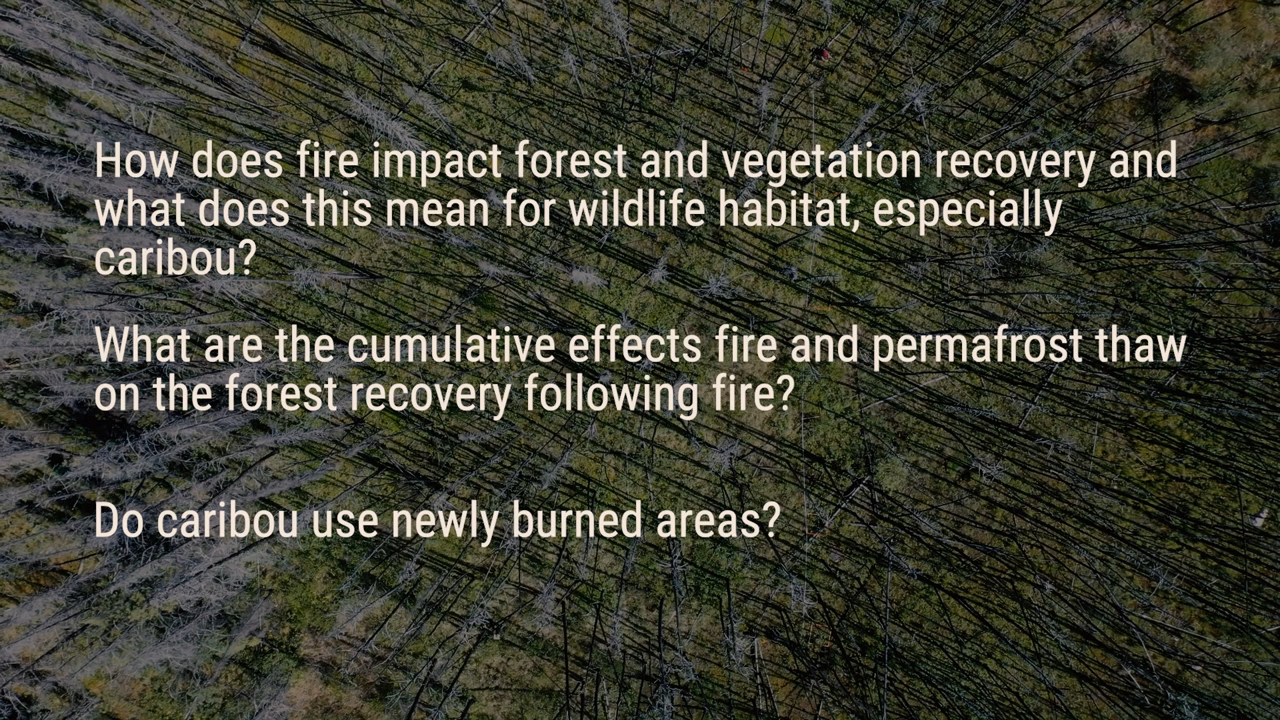 How does fire impact forest and vegetation recovery and
what does this mean for wildlife habitat, especially
caribou?
What are the cumulative effects fire and permafrost thaw
on the forest recovery following fire?
Do caribou use newly burned areas?